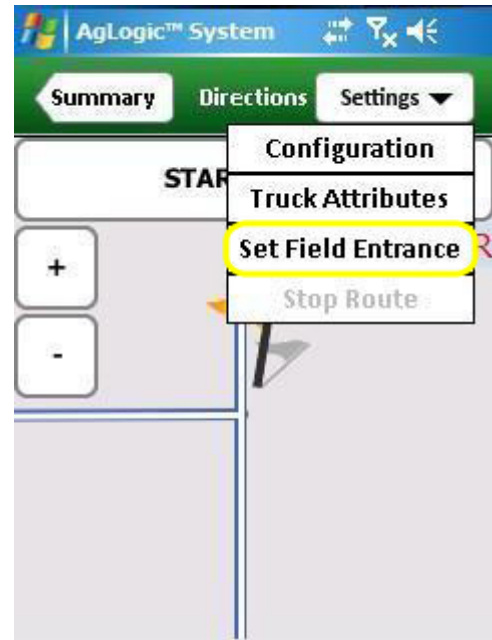 AgLogic™ System
Summary Directions Settings
Configuration
STAR
Truck Attributes
+
Set Field Entrance R
Stop Route
-